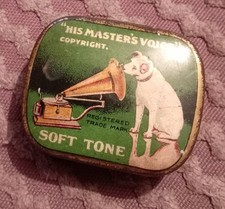 "HIS MASTER'S VOICE"
COPYRIGHT.
REGISTERED
TRADE MARK
SOFT TONE